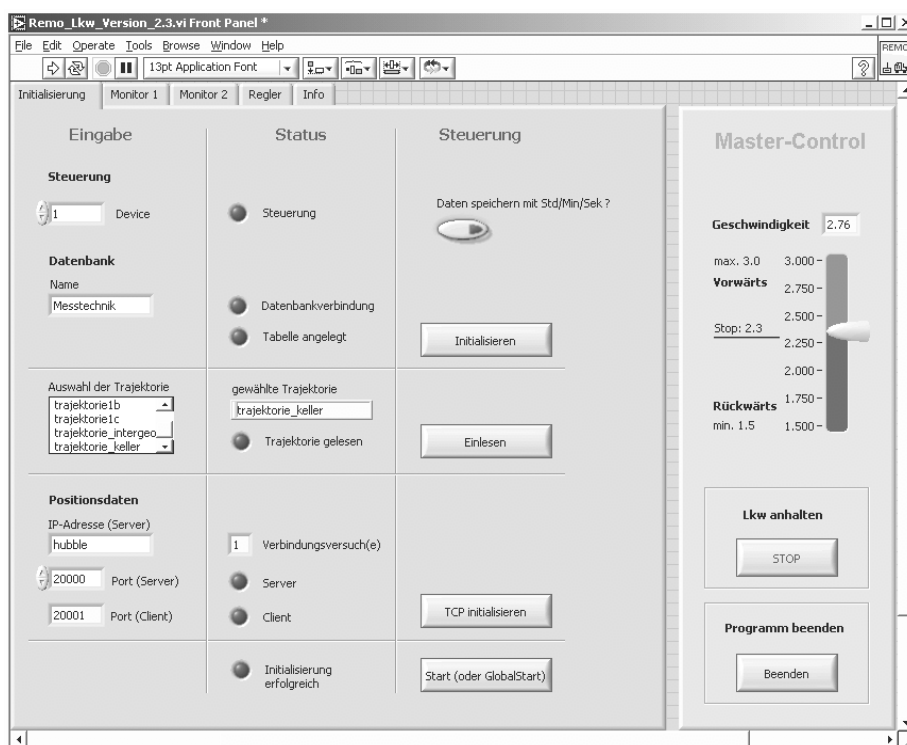 Remo_Lkw_Version_2.3.vi Front Panel *
File Edit Operate Tools Browse Window Help
13pt Application Font
?
REMO
Initialisierung Monitor 1 Monitor 2 Regler Info
Eingabe
Status
Steuerung
Steuerung
1 Device
Steuerung
Daten speichern mit Std/Min/Sek ?
Datenbank
Name
Messtechnik
Datenbankverbindung
Tabelle angelegt
Initialisieren
Auswahl der Trajektorie
trajektorie1b
trajektorie1c
trajektorie_intergeo_
trajektorie_keller
gewählte Trajektorie
trajektorie_keller
Trajektorie gelesen
Einlesen
Positionsdaten
IP-Adresse (Server)
hubble
20000 Port (Server)
20001 Port (Client)
1 Verbindungsversuch(e)
Server
Client
TCP initialisieren
Initialisierung
erfolgreich
Start (oder GlobalStart)
Master-Control
Geschwindigkeit 2.76
max. 3.0 3.000
Vorwärts 2.750
2.500
Stop: 2.3
2.250
2.000
Rückwärts 1.750
min. 1.5 1.500
Lkw anhalten
STOP
Programm beenden
Beenden